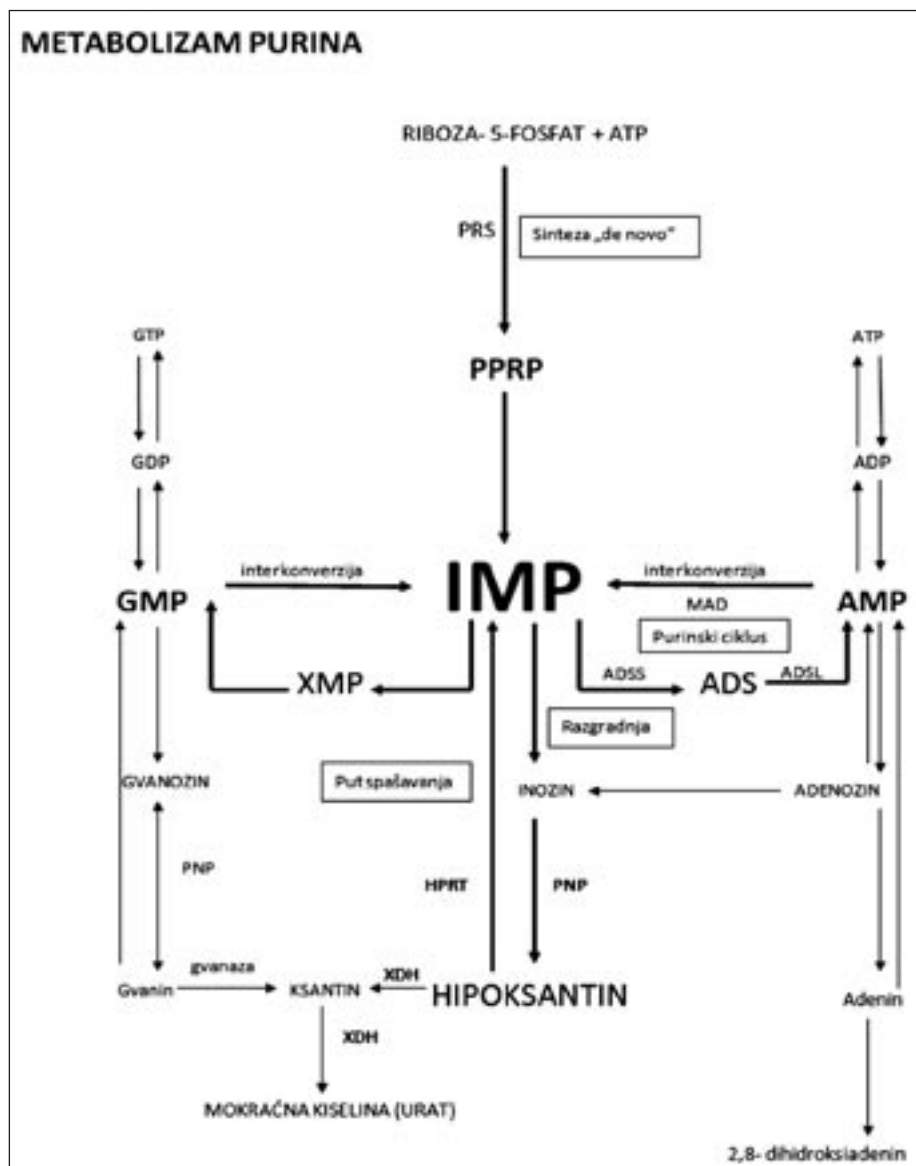 METABOLIZAM PURINA
RIBOZA- 5-FOSFAT + ATP
PRS
Sinteza „de novo“
GTP
ATP
PPRP
GDP
ADP
interkonverzija
IMP
interkonverzija
GMP
MAD
AMP
Purinski ciklus
XMP
ADSS
ADS
ADSL
Razgradnja
Put spašavanja
GVANOZIN
INOZIN
ADENOZIN
PNP
HPRT
PNP
gvanaza
XDH
Gvanin
KSANTIN
HIPOKSANTIN
Adenin
XDH
MOKRAĆNA KISELINA (URAT)
2,8- dihidroksiadenin